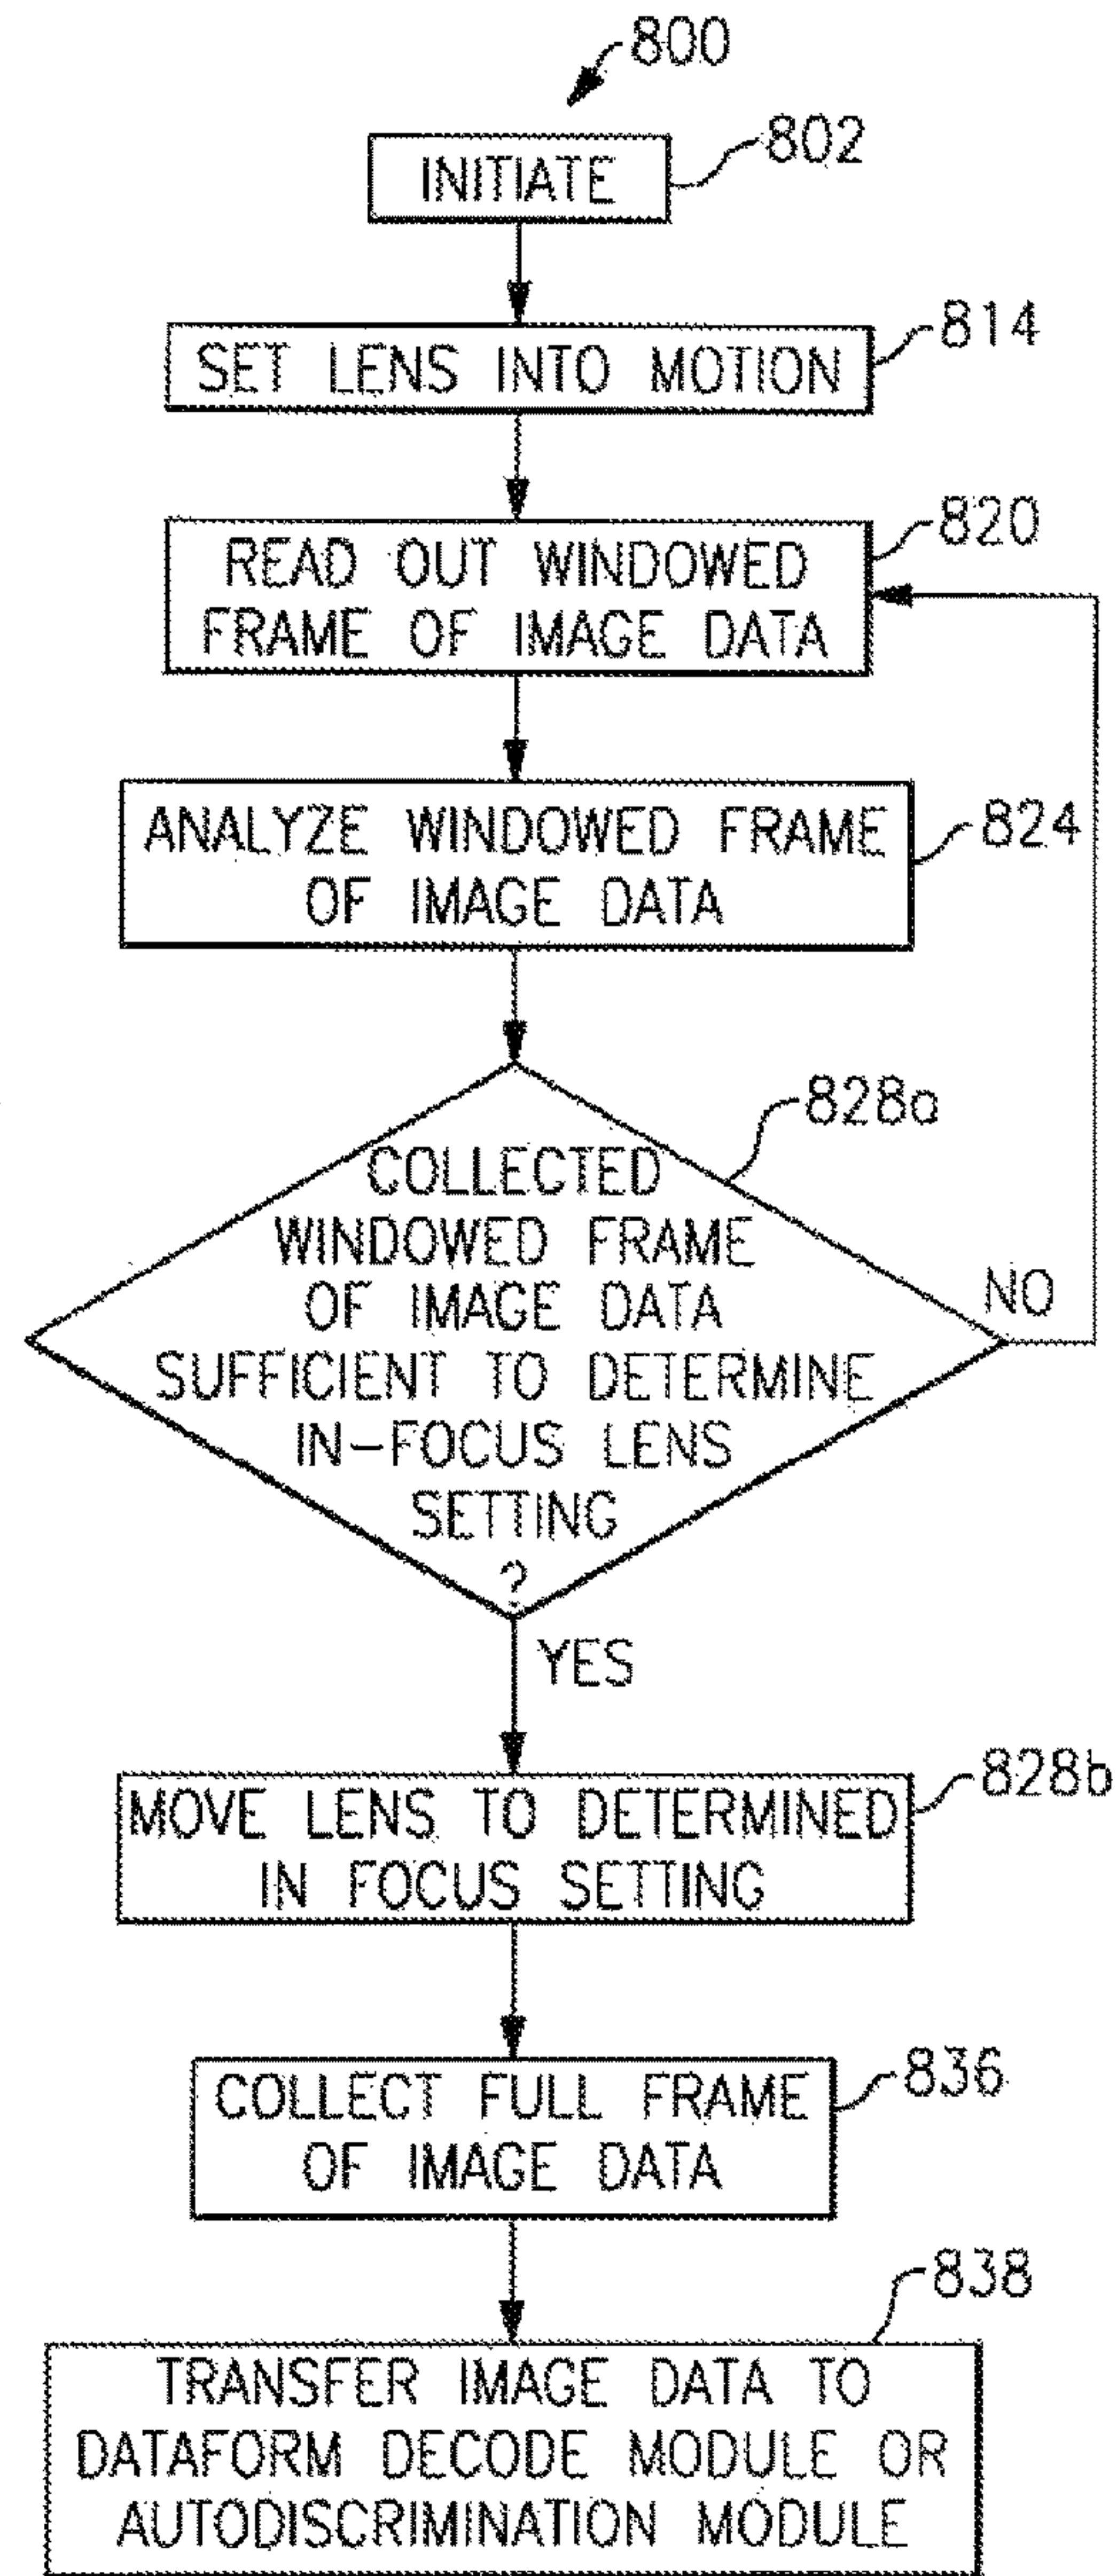 800
INITIATE
802
SET LENS INTO MOTION
814
READ OUT WINDOWED
FRAME OF IMAGE DATA
820
ANALYZE WINDOWED FRAME
OF IMAGE DATA
824
COLLECTED
WINDOWED FRAME
OF IMAGE DATA
SUFFICIENT TO DETERMINE
IN-FOCUS LENS
SETTING
?
828a
NO
YES
MOVE LENS TO DETERMINED
IN FOCUS SETTING
828b
COLLECT FULL FRAME
OF IMAGE DATA
836
TRANSFER IMAGE DATA TO
DATAFORM DECODE MODULE OR
AUTODISCRIMINATION MODULE
838